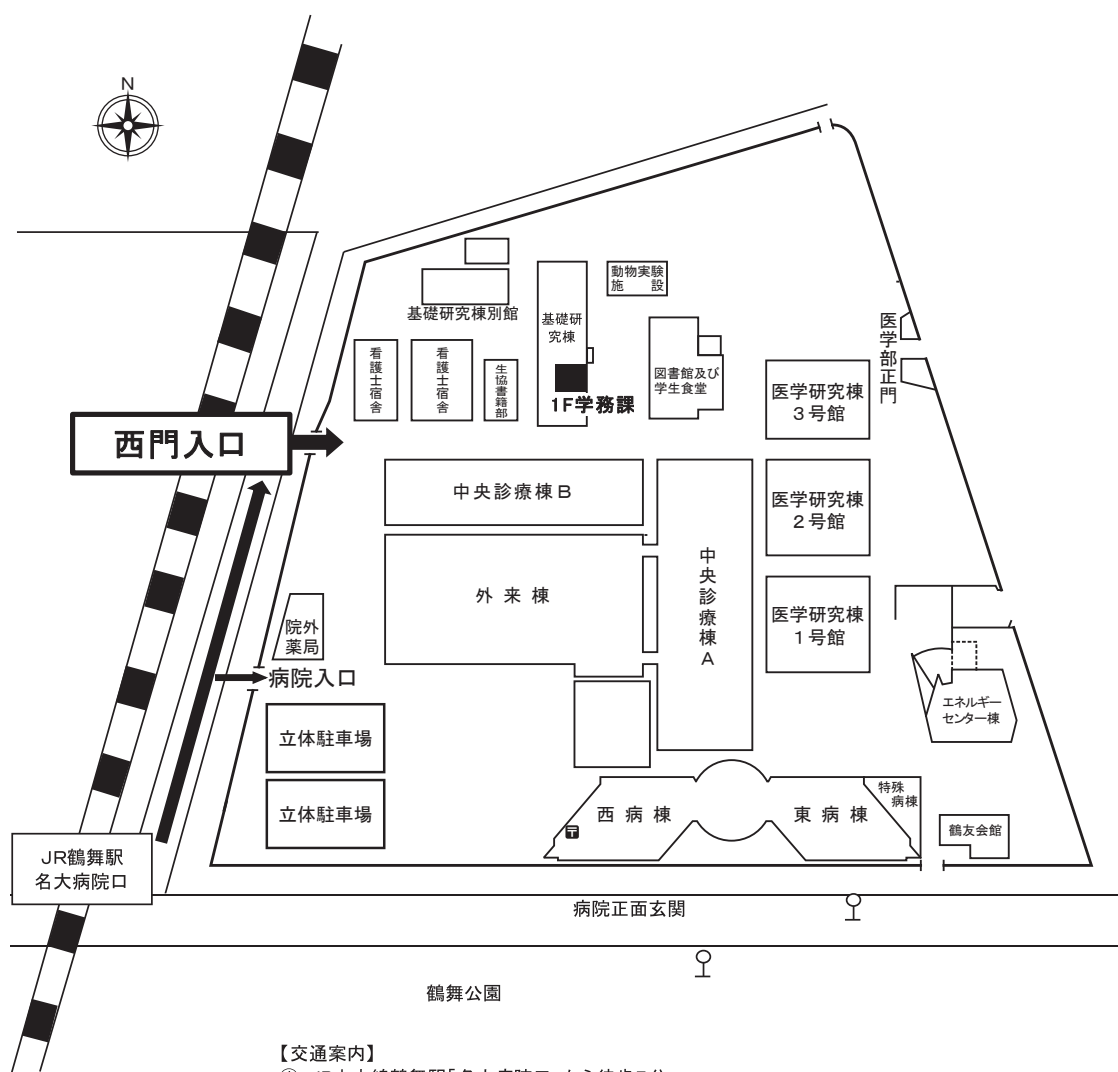 N
動物実験
施　設
基礎研究棟別館
基礎研
究棟
医学部正門
看護士宿舎
看護士宿舎
生協書籍部
図書館及び
学生食堂
1F学務課
医学研究棟
3号館
西門入口
中央診療棟B
医学研究棟
2号館
中央診療棟A
外来棟
医学研究棟
1号館
院外
薬局
病院入口
エネルギー
センター棟
立体駐車場
立体駐車場
西病棟
東病棟
特殊
病棟
鶴友会館
JR鶴舞駅
名大病院口
病院正面玄関
鶴舞公園
【交通案内】